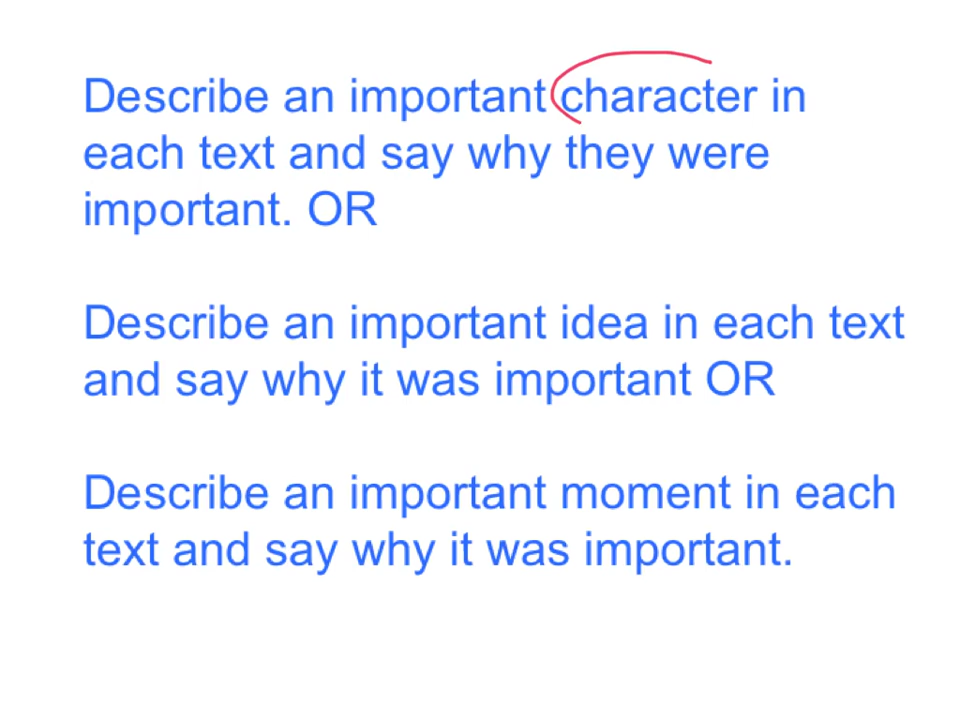 Describe an important character in
each text and say why they were
important. OR
Describe an important idea in each text
and say why it was important OR
Describe an important moment in each
text and say why it was important.